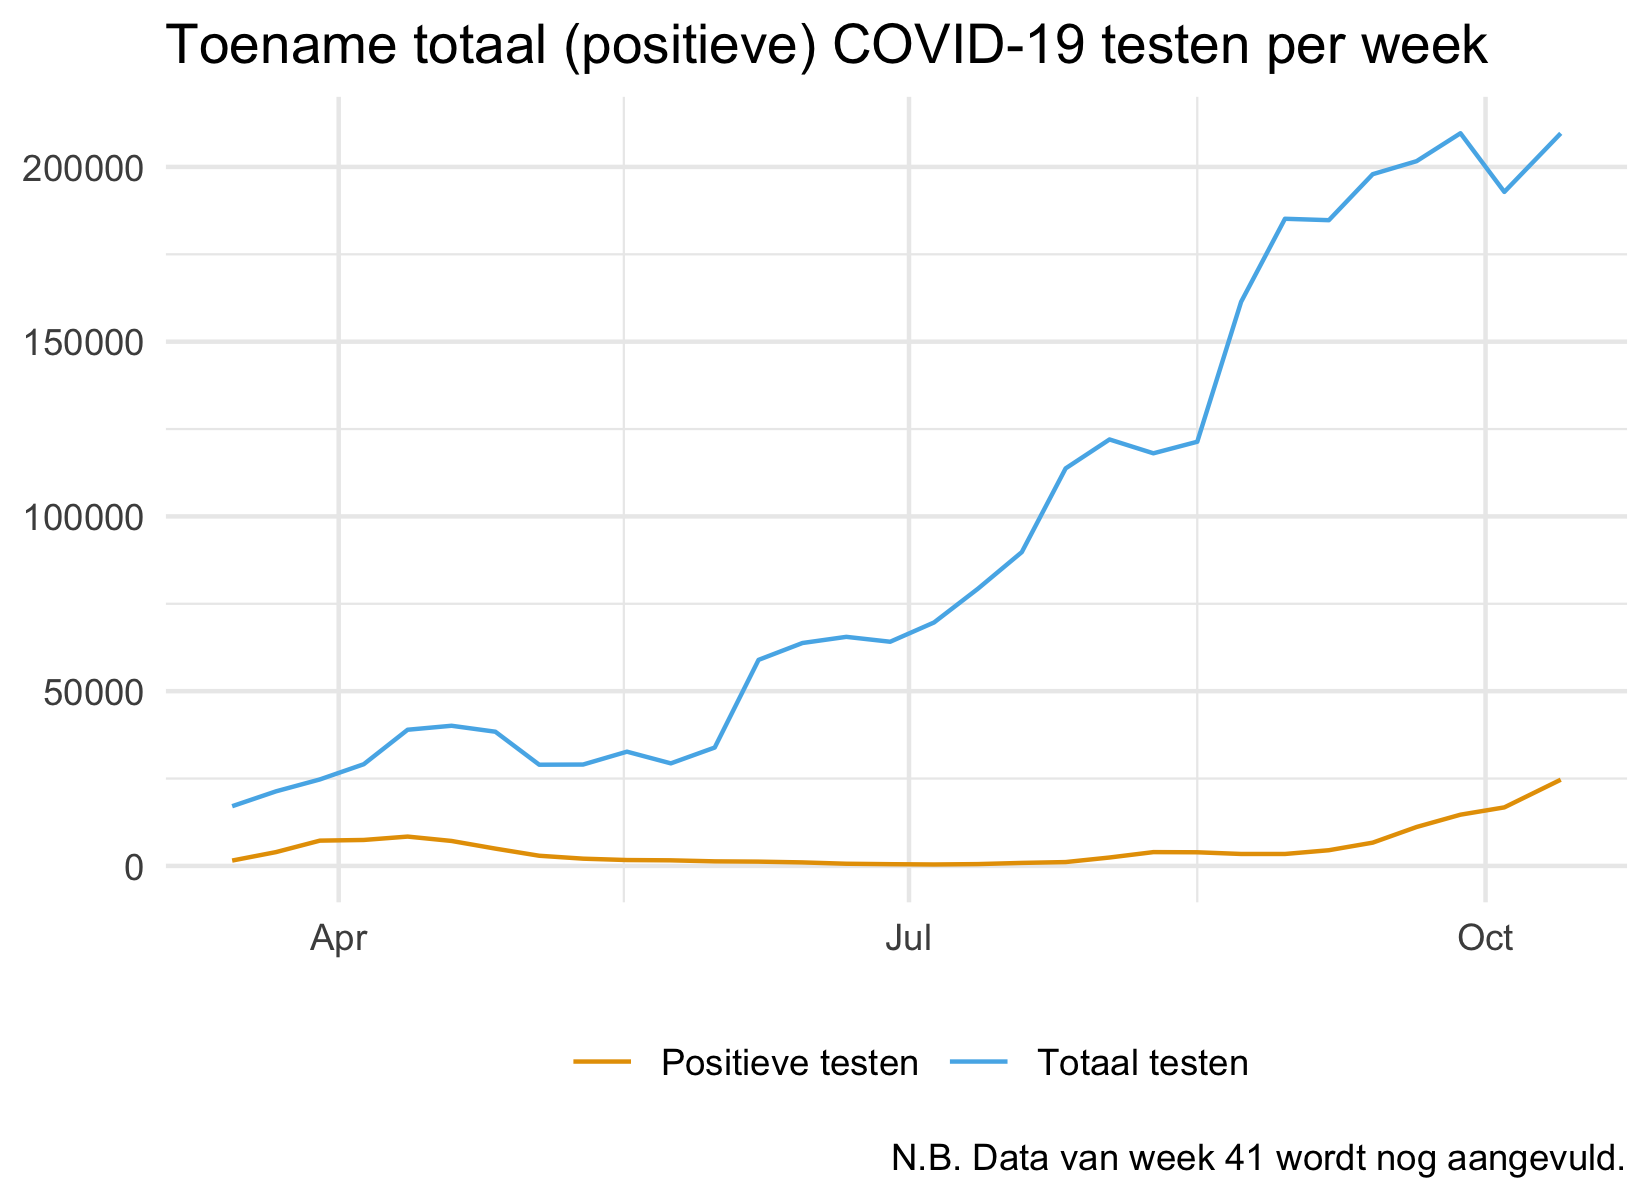 Toename totaal (positieve) COVID-19 testen per week
200000
150000
100000
50000
0
Apr Jul Oct
Positieve testen Totaal testen
N.B. Data van week 41 wordt nog aangevuld.